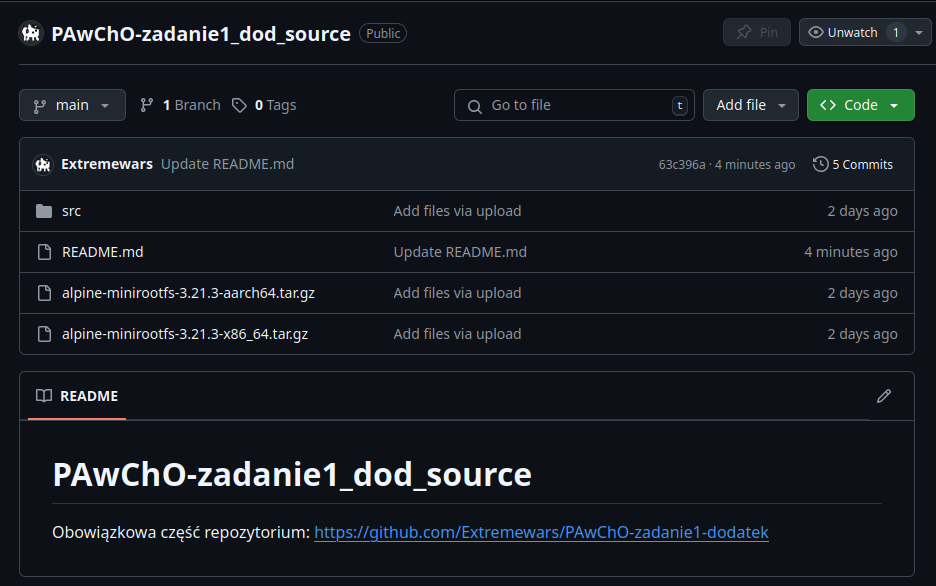 PAwChO-zadanie1_dod_source Public Pin Unwatch 1
main 1 Branch 0 Tags Go to file t Add file Code
Extremewars Update README.md 63c396a · 4 minutes ago 5 Commits
src Add files via upload 2 days ago
README.md Update README.md 4 minutes ago
alpine-minirootfs-3.21.3-aarch64.tar.gz Add files via upload 2 days ago
alpine-minirootfs-3.21.3-x86_64.tar.gz Add files via upload 2 days ago
README
PAwChO-zadanie1_dod_source
Obowiązkowa część repozytorium: https://github.com/Extremewars/PAwChO-zadanie1-dodatek